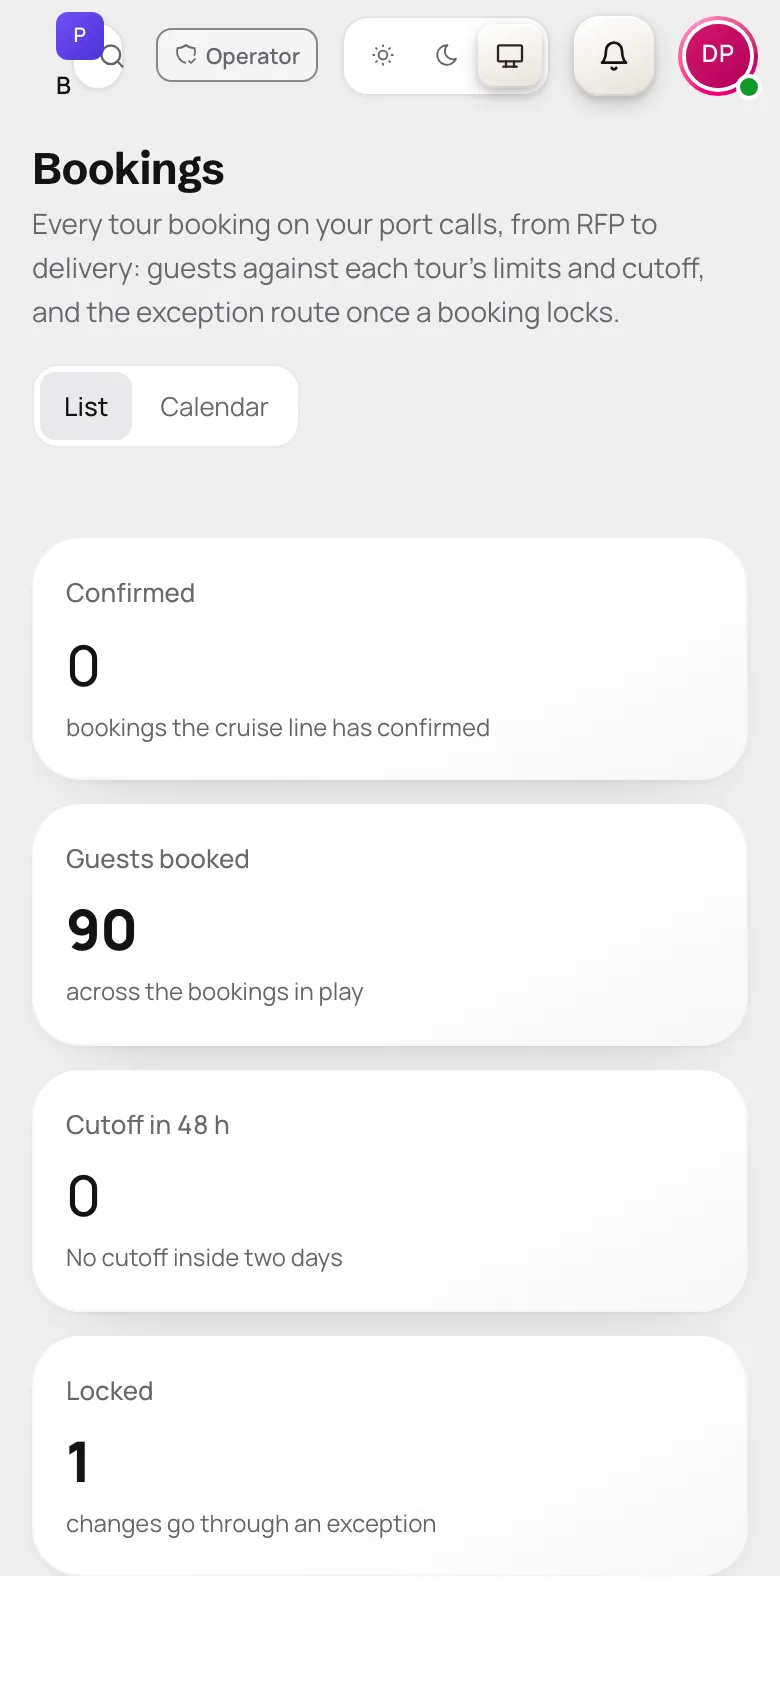 P
B
Operator
DP
Bookings
Every tour booking on your port calls, from RFP to
delivery: guests against each tour’s limits and cutoff,
and the exception route once a booking locks.
List
Calendar
Confirmed
0
bookings the cruise line has confirmed
Guests booked
90
across the bookings in play
Cutoff in 48 h
0
No cutoff inside two days
Locked
1
changes go through an exception